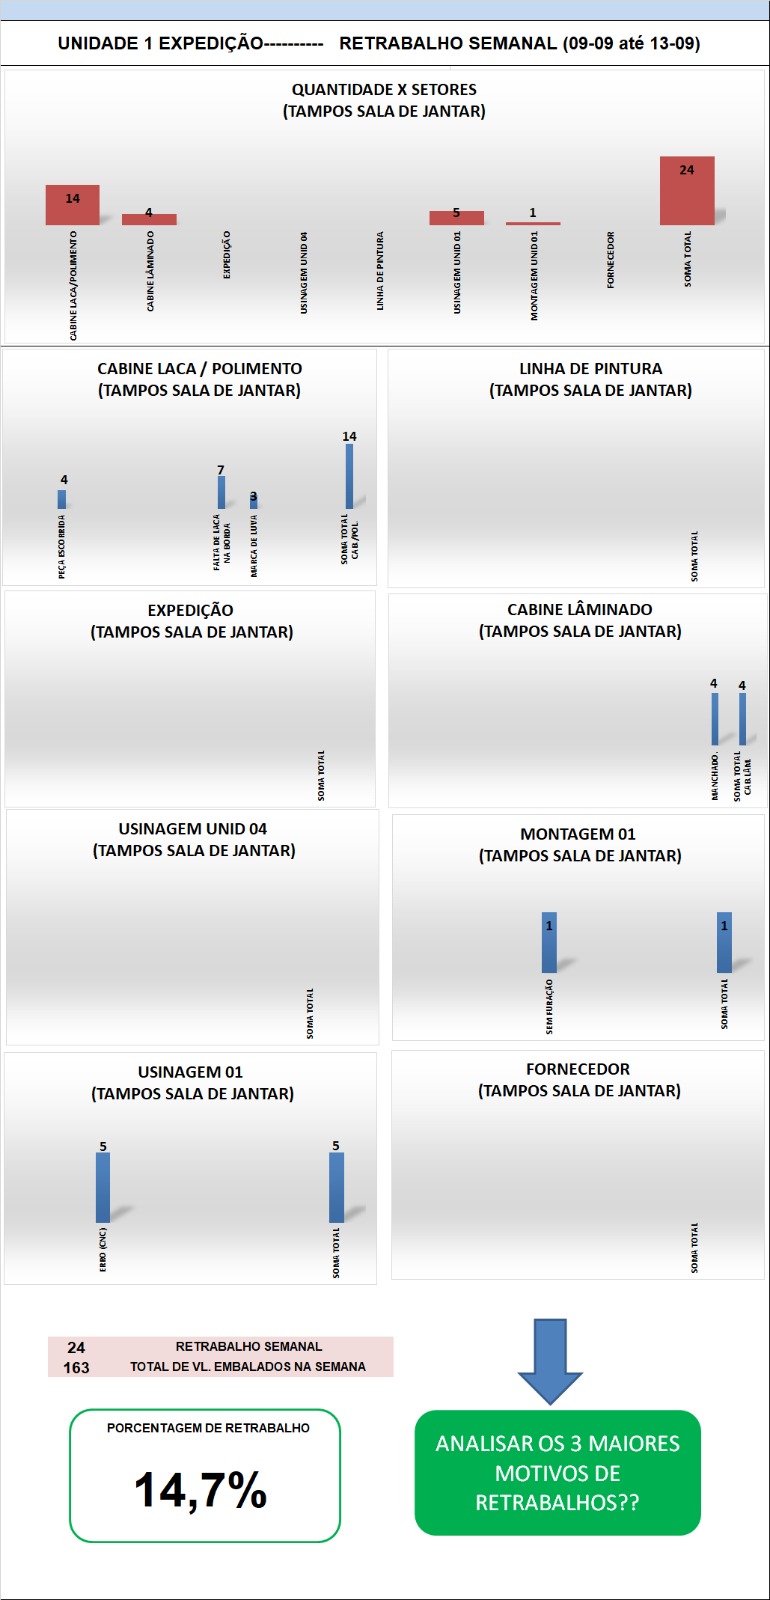 UNIDADE 1 EXPEDIÇÃO---------- RETRABALHO SEMANAL (09-09 até 13-09)
QUANTIDADE X SETORES
(TAMPOS SALA DE JANTAR)
14
4
5
1
24
CABINE LACA/POLIMENTO
CABINE LÂMINADO
EXPEDIÇÃO
USINAGEM UNID 04
LINHA DE PINTURA
USINAGEM UNID 01
MONTAGEM UNID 01
FORNECEDOR
SOMA TOTAL
CABINE LACA / POLIMENTO
(TAMPOS SALA DE JANTAR)
4
7
3
14
PEÇA ESCORRIDA
FALTA DE LACA
NA BORDA
MARCA DE LUVA
SOMA TOTAL
CAB./POL.
LINHA DE PINTURA
(TAMPOS SALA DE JANTAR)
SOMA TOTAL
EXPEDIÇÃO
(TAMPOS SALA DE JANTAR)
SOMA TOTAL
CABINE LÂMINADO
(TAMPOS SALA DE JANTAR)
4
4
MANCHADO.
SOMA TOTAL
CAB LÂM.
USINAGEM UNID 04
(TAMPOS SALA DE JANTAR)
SOMA TOTAL
MONTAGEM 01
(TAMPOS SALA DE JANTAR)
1
1
SEM FURAÇÃO
SOMA TOTAL
USINAGEM 01
(TAMPOS SALA DE JANTAR)
5
5
ERRO (CNC)
SOMA TOTAL
FORNECEDOR
(TAMPOS SALA DE JANTAR)
SOMA TOTAL
24 RETRABALHO SEMANAL
163 TOTAL DE VL. EMBALADOS NA SEMANA
PORCENTAGEM DE RETRABALHO
14,7%
ANALISAR OS 3 MAIORES
MOTIVOS DE
RETRABALHOS??